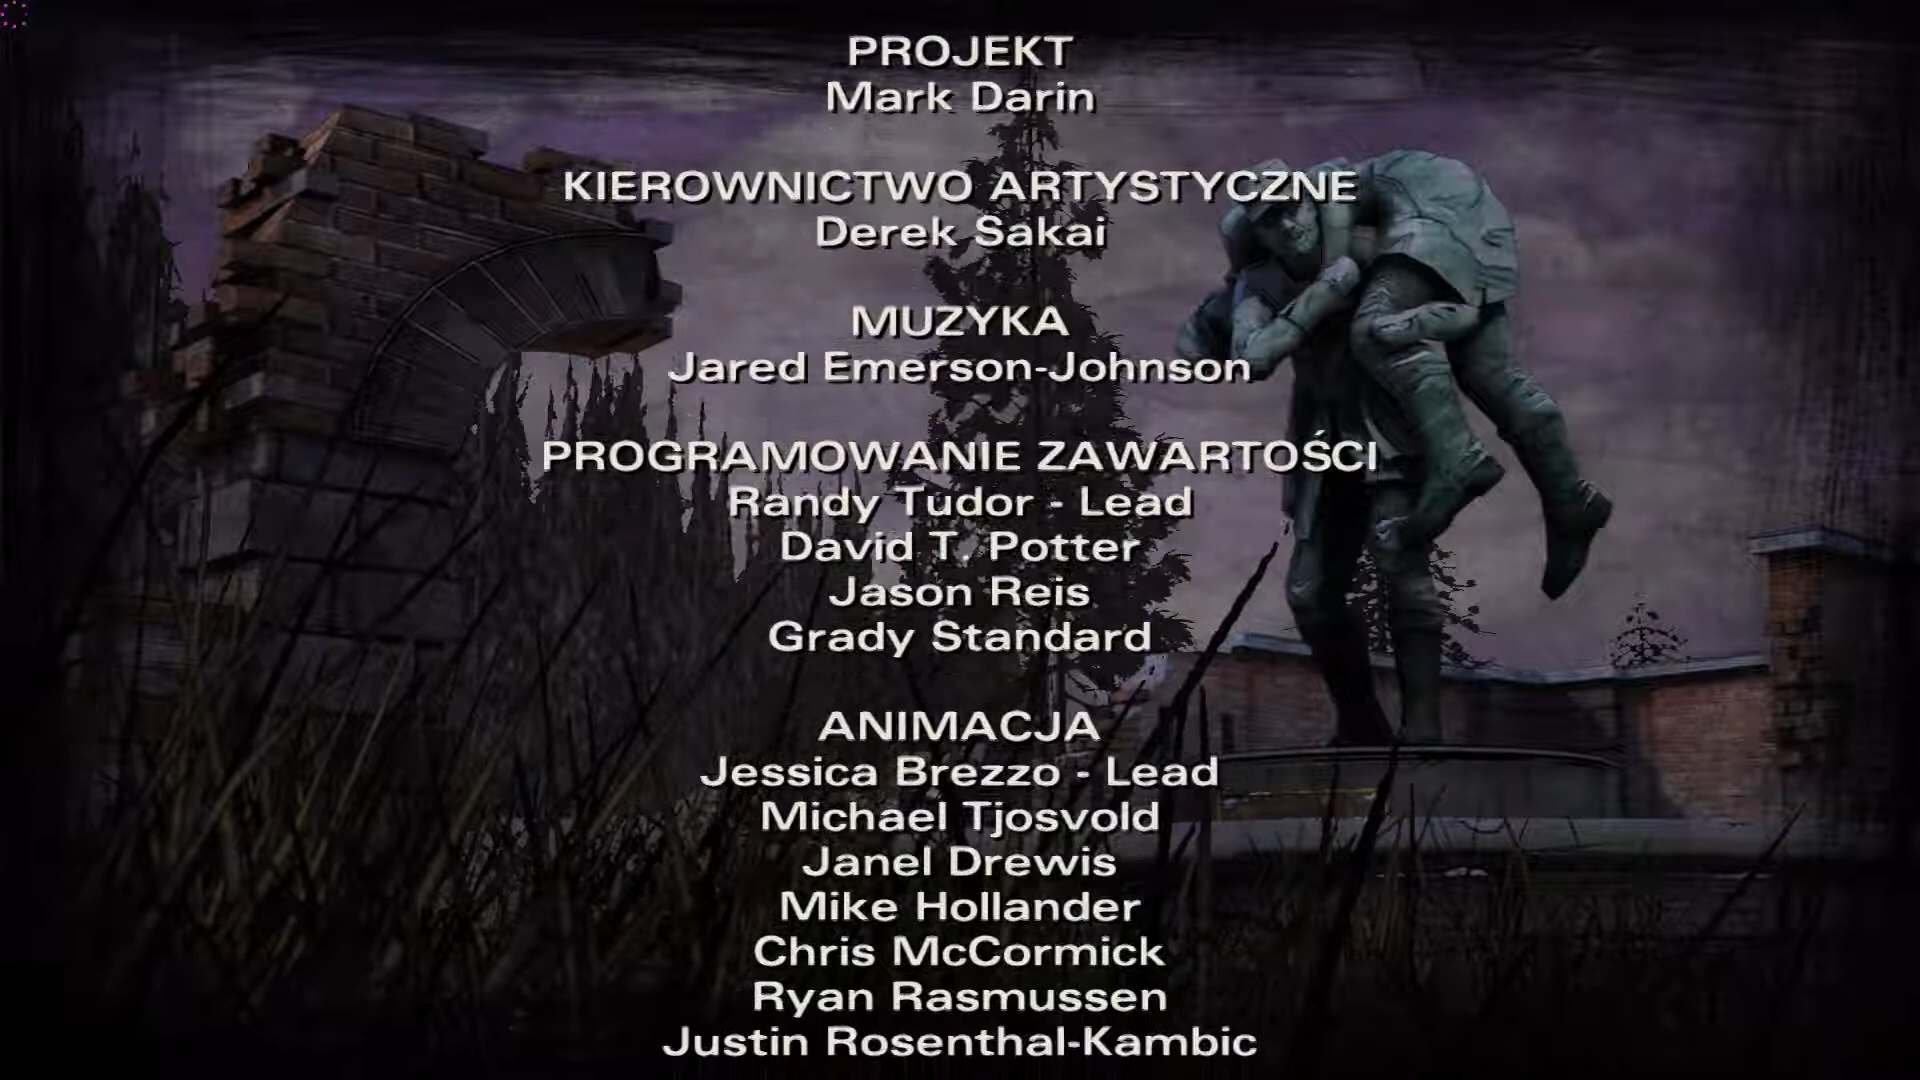 PROJEKT
Mark Darin
KIEROWNICTWO ARTYSTYCZNE
Derek Sakai
MUZYKA
Jared Emerson-Johnson
PROGRAMOWANIE ZAWARTOŚCI
Randy Tudor - Lead
David T. Potter
Jason Reis
Grady Standard
ANIMACJA
Jessica Brezzo - Lead
Michael Tjosvold
Janel Drewis
Mike Hollander
Chris McCormick
Ryan Rasmussen
Justin Rosenthal-Kambic